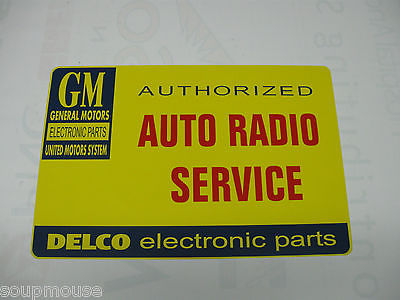 GM
GENERAL MOTORS
ELECTRONIC PARTS
UNITED MOTORS SYSTEM
AUTHORIZED
AUTO RADIO
SERVICE
DELCO electronic parts
soupmouse